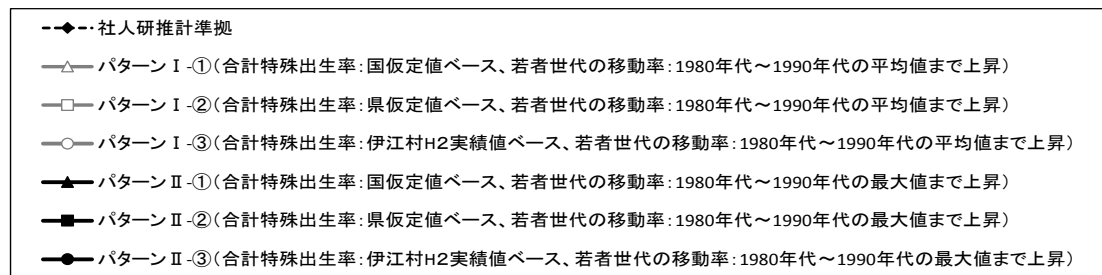 社人研推計準拠
パターンⅠ-①(合計特殊出生率:国仮定値ベース、若者世代の移動率:1980年代～1990年代の平均値まで上昇)
パターンⅠ-②(合計特殊出生率:県仮定値ベース、若者世代の移動率:1980年代～1990年代の平均値まで上昇)
パターンⅠ-③(合計特殊出生率:伊江村H2実績値ベース、若者世代の移動率:1980年代～1990年代の平均値まで上昇)
パターンⅡ-①(合計特殊出生率:国仮定値ベース、若者世代の移動率:1980年代～1990年代の最大値まで上昇)
パターンⅡ-②(合計特殊出生率:県仮定値ベース、若者世代の移動率:1980年代～1990年代の最大値まで上昇)
パターンⅡ-③(合計特殊出生率:伊江村H2実績値ベース、若者世代の移動率:1980年代～1990年代の最大値まで上昇)